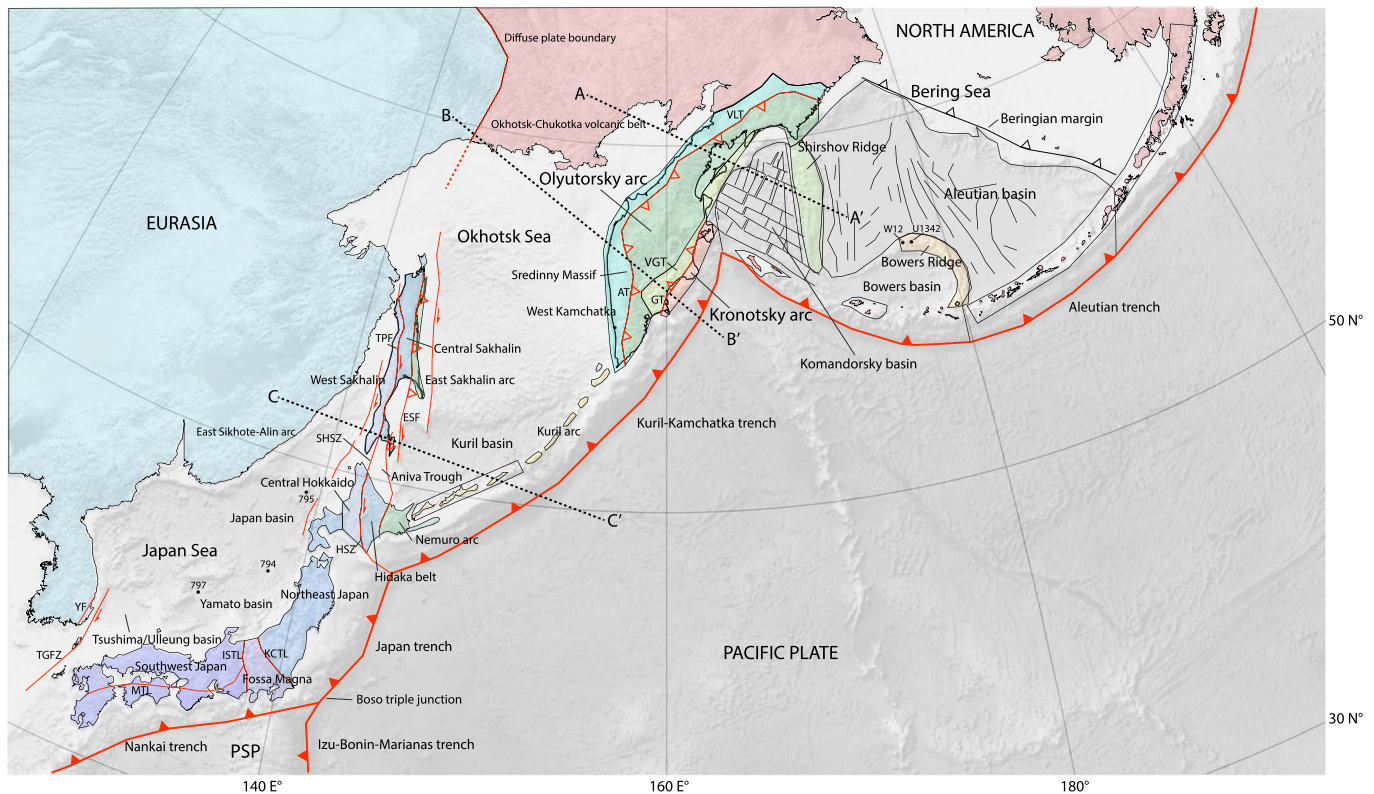 NORTH AMERICA
Diffuse plate boundary
A
Bering Sea
B
VLT
Okhotsk-Chukotka volcanic belt
Beringian margin
Shirshov Ridge
Olyutorsky arc
Aleutian basin
EURASIA
A'
W12
U1342
Okhotsk Sea
VGT
Bowers Ridge
Sredinny Massif
AT
Bowers basin
GT
West Kamchatka
Kronotsky arc
Aleutian trench
50 N°
TPF
B'
Central Sakhalin
Komandorsky basin
West Sakhalin
East Sakhalin arc
C
ESF
Kuril-Kamchatka trench
East Sikhote-Alin arc
SHSZ
Kuril basin
Kuril arc
Aniva Trough
Central Hokkaido
795
Japan basin
C'
Nemuro arc
Japan Sea
HSZ
794
Hidaka belt
797
Yamato basin
Northeast Japan
YF
Tsushima/Ulleung basin
Japan trench
TGFZ
ISTL
KCTL
PACIFIC PLATE
Southwest Japan
Fossa Magna
MTL
Boso triple junction
30 N°
Nankai trench
PSP
Izu-Bonin-Marianas trench
140 E°
160 E°
180°